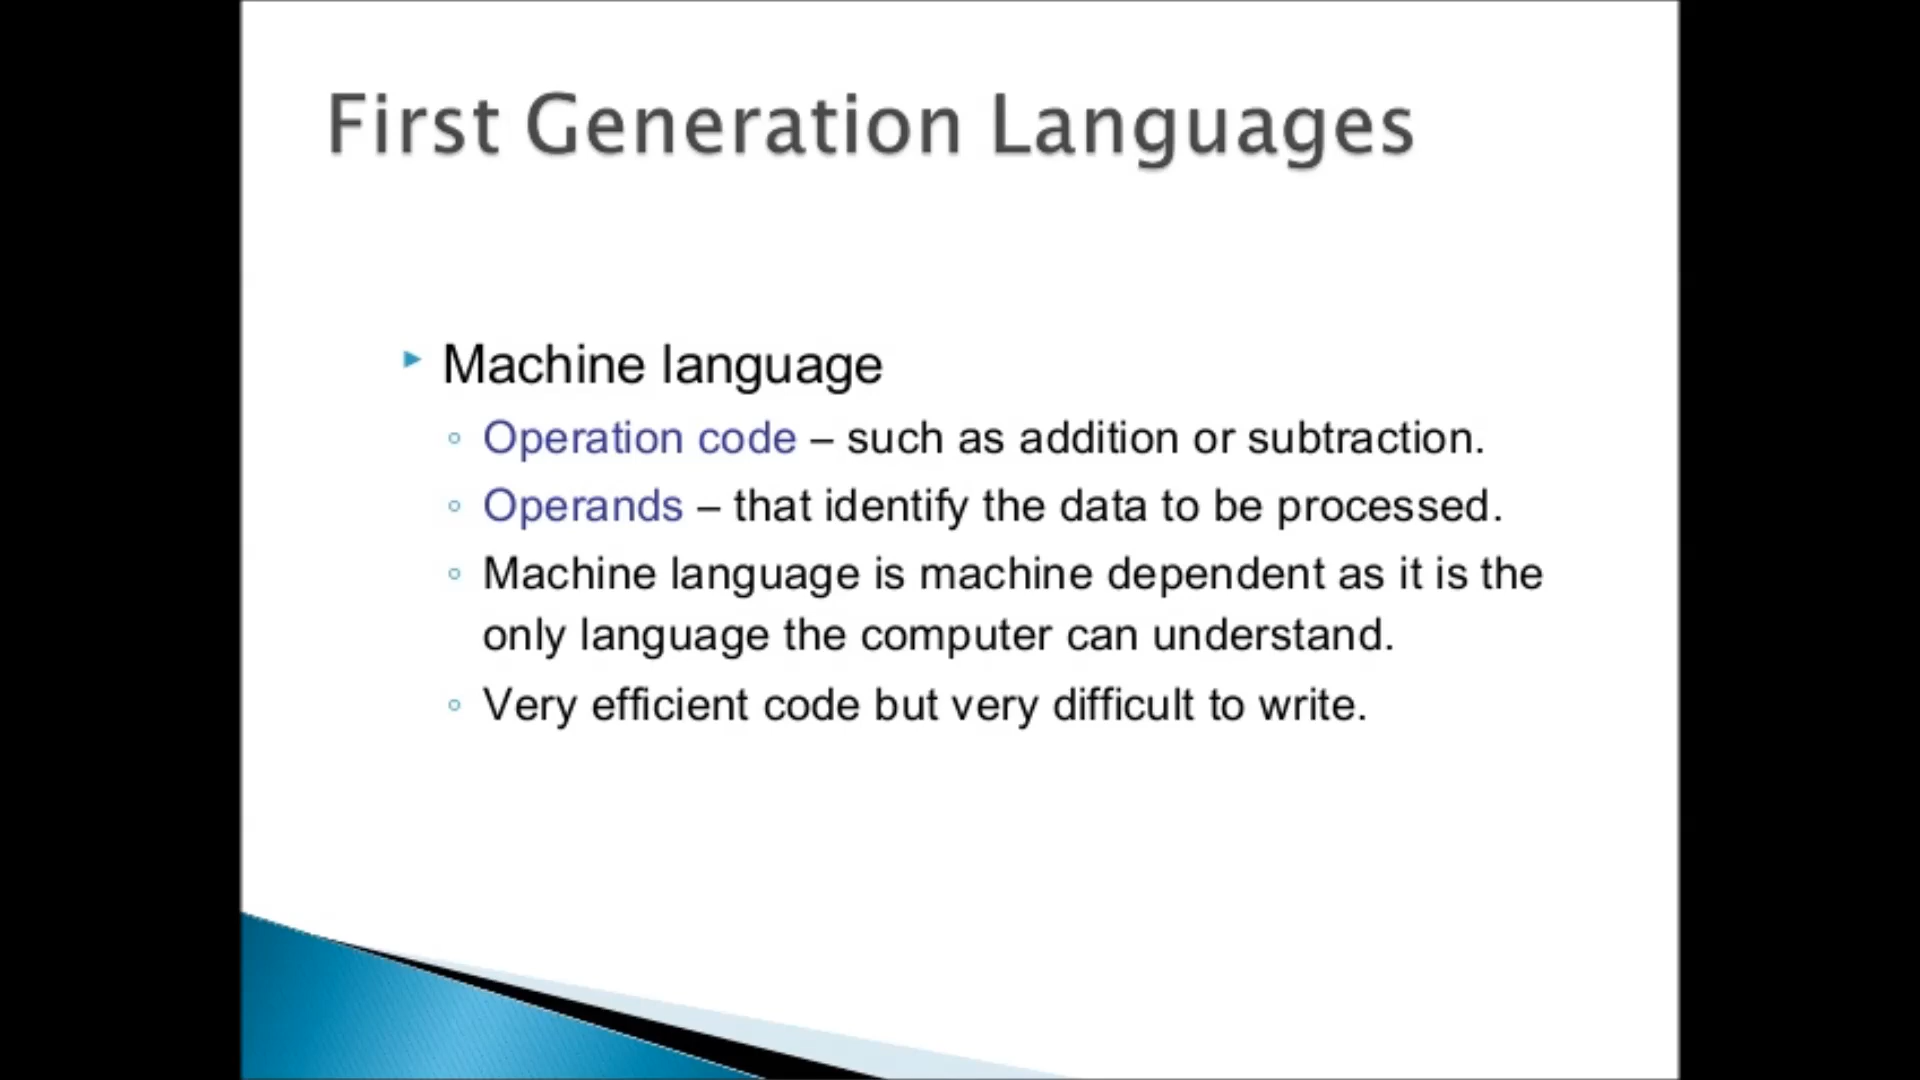 First Generation Languages
Machine language
Operation code – such as addition or subtraction.
Operands – that identify the data to be processed.
Machine language is machine dependent as it is the
only language the computer can understand.
Very efficient code but very difficult to write.